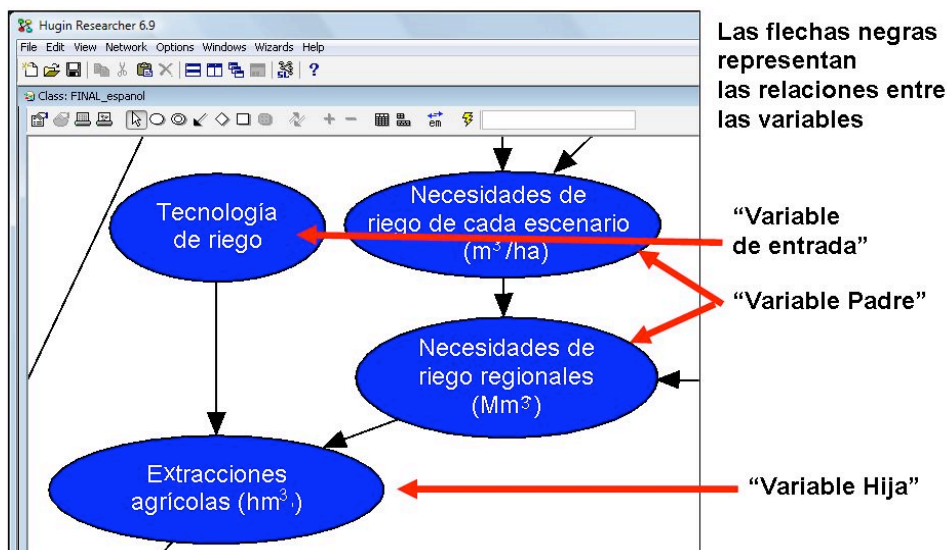 Hugin Researcher 6.9
File Edit View Network Options Windows Wizards Help
Class: FINAL_espanol
em
Tecnología
de riego
Necesidades de
riego de cada escenario
(m³/ha)
Necesidades de
riego regionales
(Mm³)
Extracciones
agrícolas (hm³)
Las flechas negras
representan
las relaciones entre
las variables
“Variable
de entrada”
“Variable Padre”
“Variable Hija”